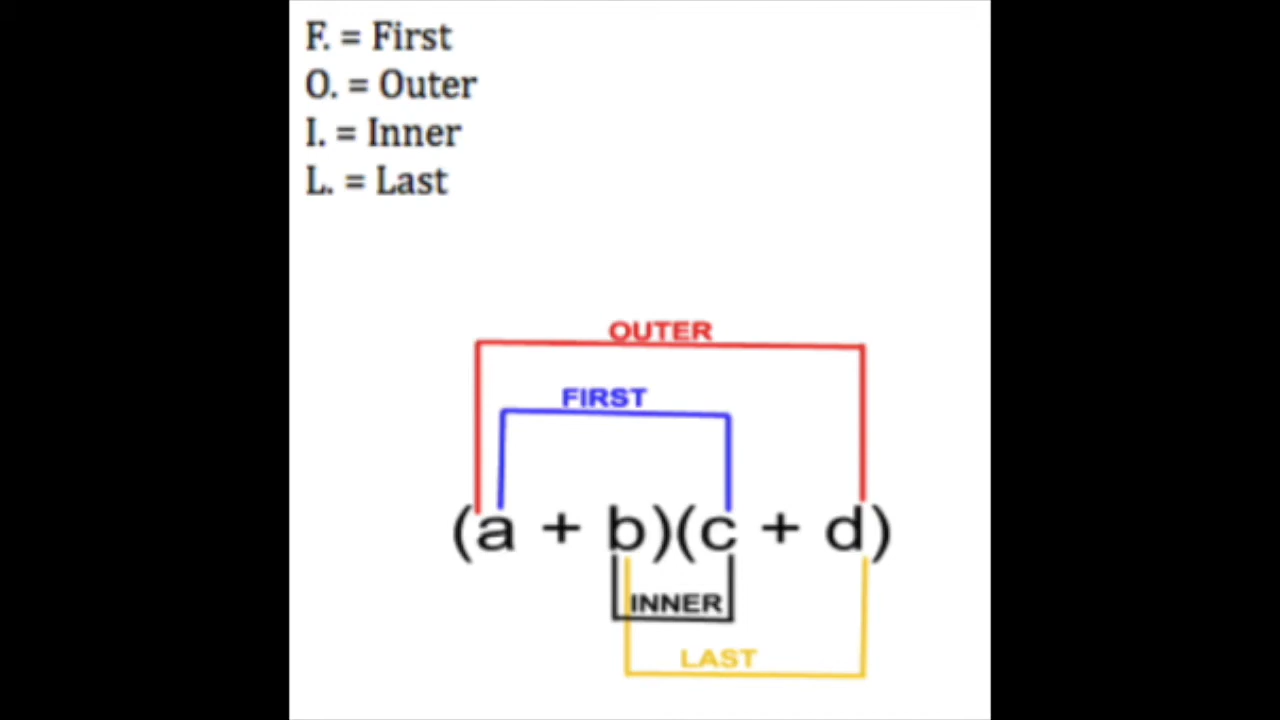 F. = First
O. = Outer
I. = Inner
L. = Last
OUTER
FIRST
(a + b)(c + d)
INNER
LAST